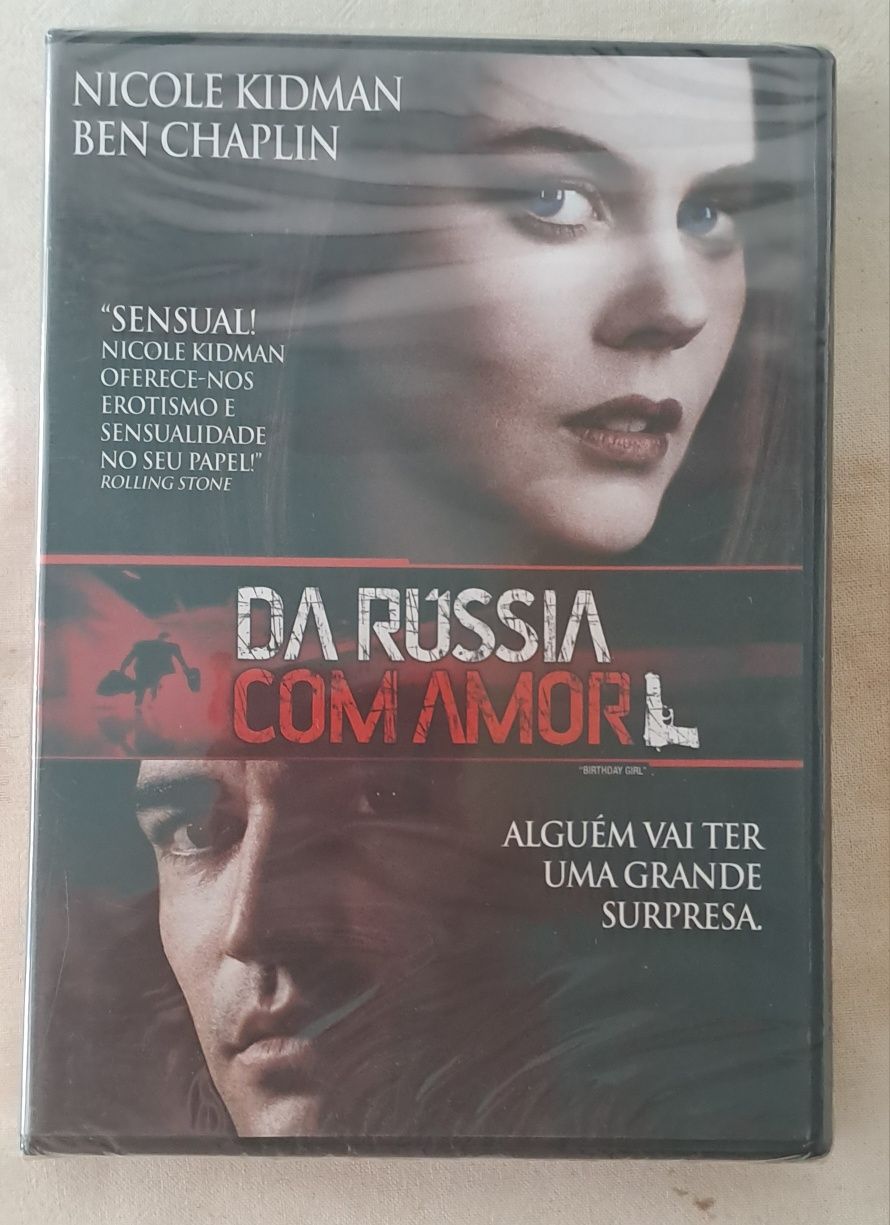 NICOLE KIDMAN
BEN CHAPLIN
“SENSUAL!
NICOLE KIDMAN
OFERECE-NOS
EROTISMO E
SENSUALIDADE
NO SEU PAPEL!”
ROLLING STONE
DA RÚSSIA
COM AMOR
"BIRTHDAY GIRL"
ALGUÉM VAI TER
UMA GRANDE
SURPRESA.